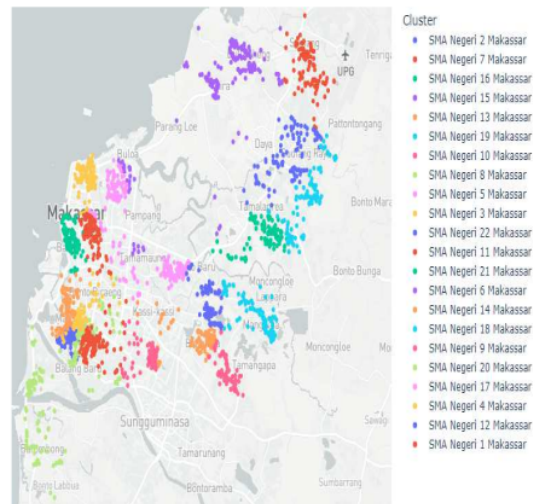 Cluster
SMA Negeri 2 Makassar
SMA Negeri 7 Makassar
SMA Negeri 16 Makassar
SMA Negeri 15 Makassar
SMA Negeri 13 Makassar
SMA Negeri 19 Makassar
SMA Negeri 10 Makassar
SMA Negeri 8 Makassar
SMA Negeri 5 Makassar
SMA Negeri 3 Makassar
SMA Negeri 22 Makassar
SMA Negeri 11 Makassar
SMA Negeri 21 Makassar
SMA Negeri 6 Makassar
SMA Negeri 14 Makassar
SMA Negeri 18 Makassar
SMA Negeri 9 Makassar
SMA Negeri 20 Makassar
SMA Negeri 17 Makassar
SMA Negeri 4 Makassar
SMA Negeri 12 Makassar
SMA Negeri 1 Makassar
UPG
Pattontongang
Parang Loe
Daya
Buloa
Makassar
Pampang
Tamalanrea
Bonto Mara
Tamamaung
Baru
Moncongloe
Bonto Bunga
Kassi-kassi
Moncongloe
Tamangapa
Sungguminasa
Tamarunang
Sumbarrang
Bontoramba